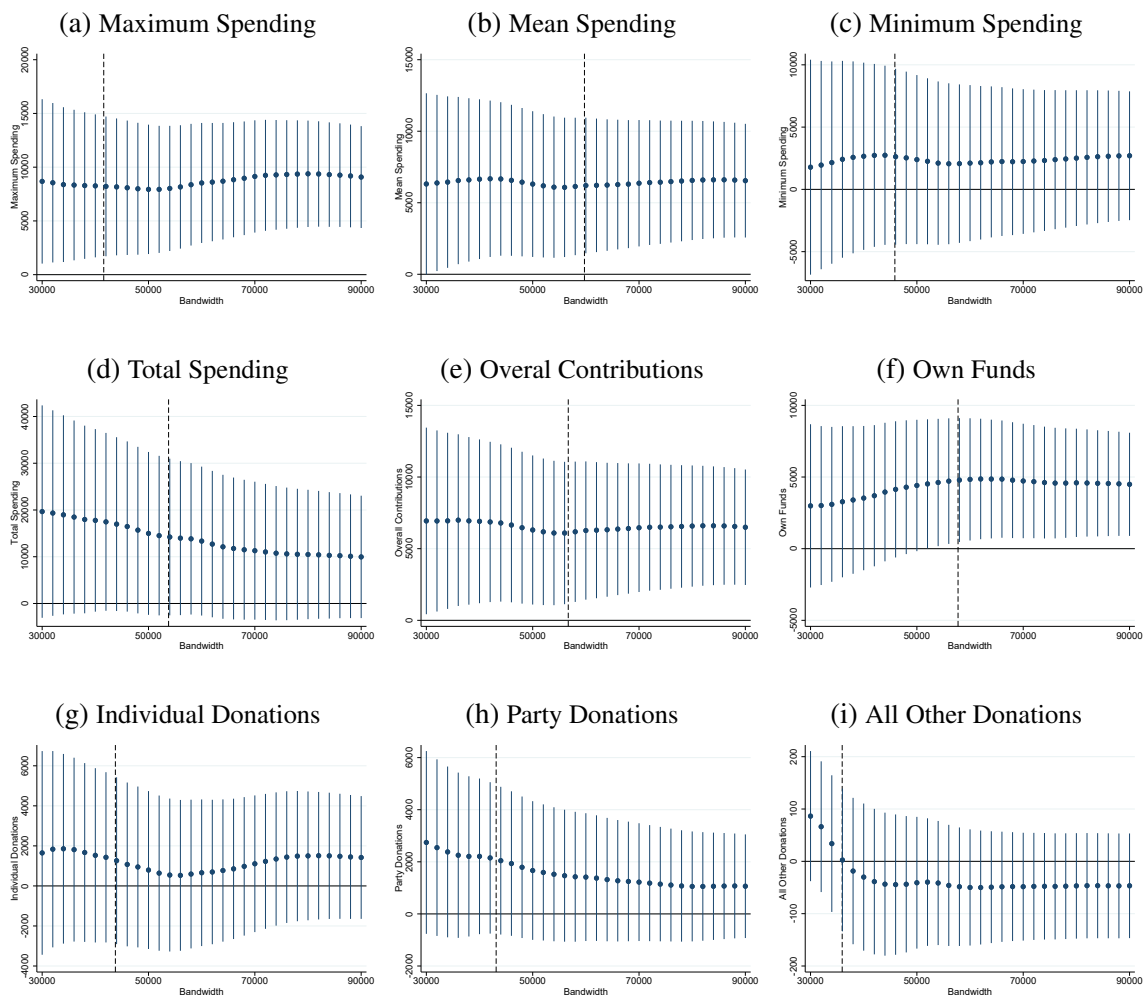 (a) Maximum Spending
Maximum Spending
20000
15000
10000
5000
0
30000 50000 70000 90000
Bandwidth
(b) Mean Spending
Mean Spending
15000
10000
5000
0
30000 50000 70000 90000
Bandwidth
(c) Minimum Spending
Minimum Spending
10000
5000
0
-5000
30000 50000 70000 90000
Bandwidth
(d) Total Spending
Total Spending
40000
30000
20000
10000
0
30000 50000 70000 90000
Bandwidth
(e) Overal Contributions
Overall Contributions
15000
10000
5000
0
30000 50000 70000 90000
Bandwidth
(f) Own Funds
Own Funds
10000
5000
0
-5000
30000 50000 70000 90000
Bandwidth
(g) Individual Donations
Individual Donations
6000
4000
2000
0
-2000
-4000
30000 50000 70000 90000
Bandwidth
(h) Party Donations
Party Donations
6000
4000
2000
0
-2000
30000 50000 70000 90000
Bandwidth
(i) All Other Donations
All Other Donations
200
100
0
-100
-200
30000 50000 70000 90000
Bandwidth